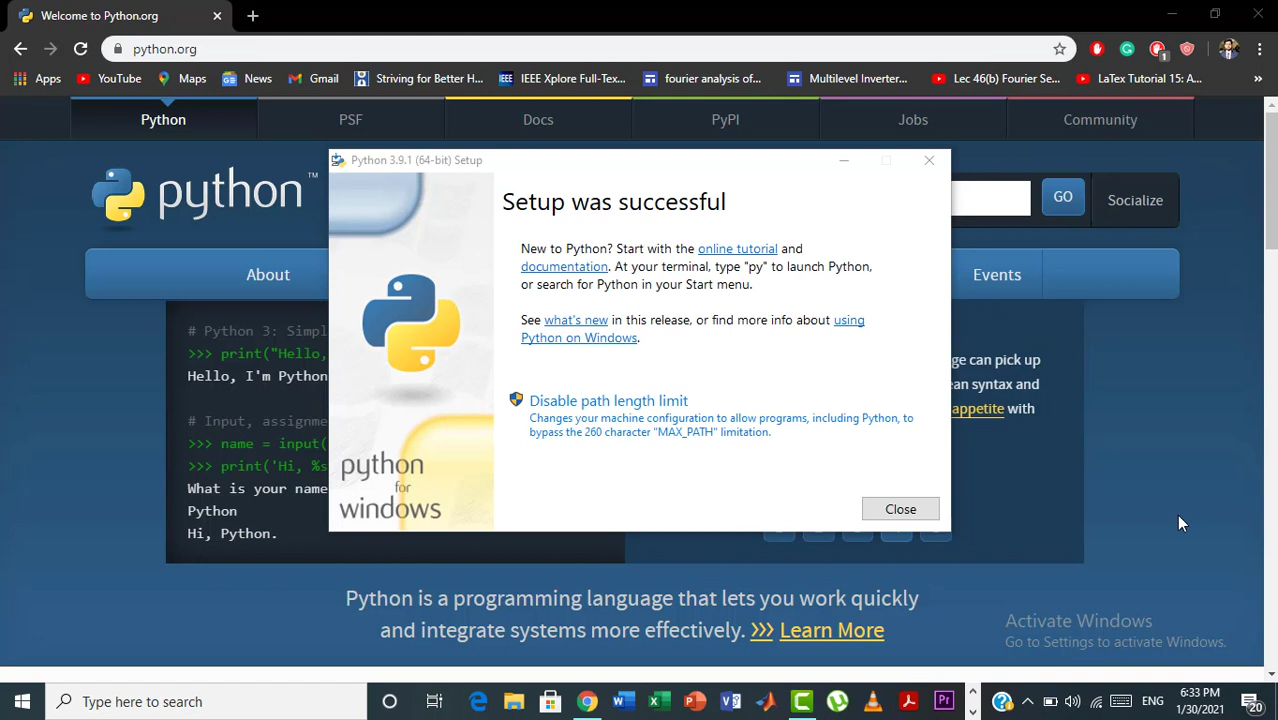 Welcome to Python.org
python.org
1
Apps YouTube Maps News Gmail Striving for Better H... IEEE Xplore Full-Tex... fourier analysis of... Multilevel Inverter... Lec 46(b) Fourier Se... LaTex Tutorial 15: A... »
Python PSF Docs PyPI Jobs Community
python™
GO
Socialize
About
Events
Python 3.9.1 (64-bit) Setup
Setup was successful
New to Python? Start with the online tutorial and
documentation. At your terminal, type "py" to launch Python,
or search for Python in your Start menu.
See what's new in this release, or find more info about using
Python on Windows.
Disable path length limit
Changes your machine configuration to allow programs, including Python, to
bypass the 260 character "MAX_PATH" limitation.
Close
python
for
windows
# Python 3: Simpl
>>> print("Hello,
Hello, I'm Python
# Input, assignme
>>> name = input(
>>> print('Hi, %s
What is your name
Python
Hi, Python.
ge can pick up
ean syntax and
appetite with
Python is a programming language that lets you work quickly
and integrate systems more effectively. >>> Learn More
Activate Windows
Go to Settings to activate Windows.
Type here to search
ENG
6:33 PM
1/30/2021
20